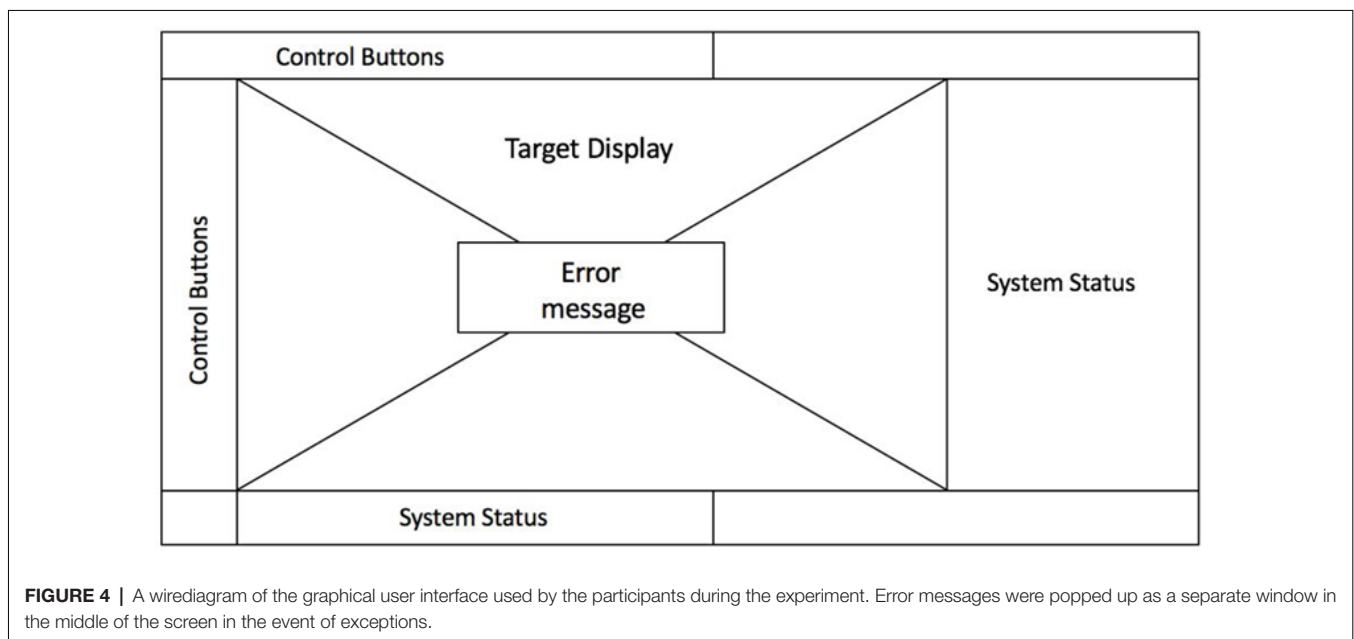 Control Buttons
Target Display
Control Buttons
Error
message
System Status
System Status
FIGURE 4 | A wirediagram of the graphical user interface used by the participants during the experiment. Error messages were popped up as a separate window in
the middle of the screen in the event of exceptions.